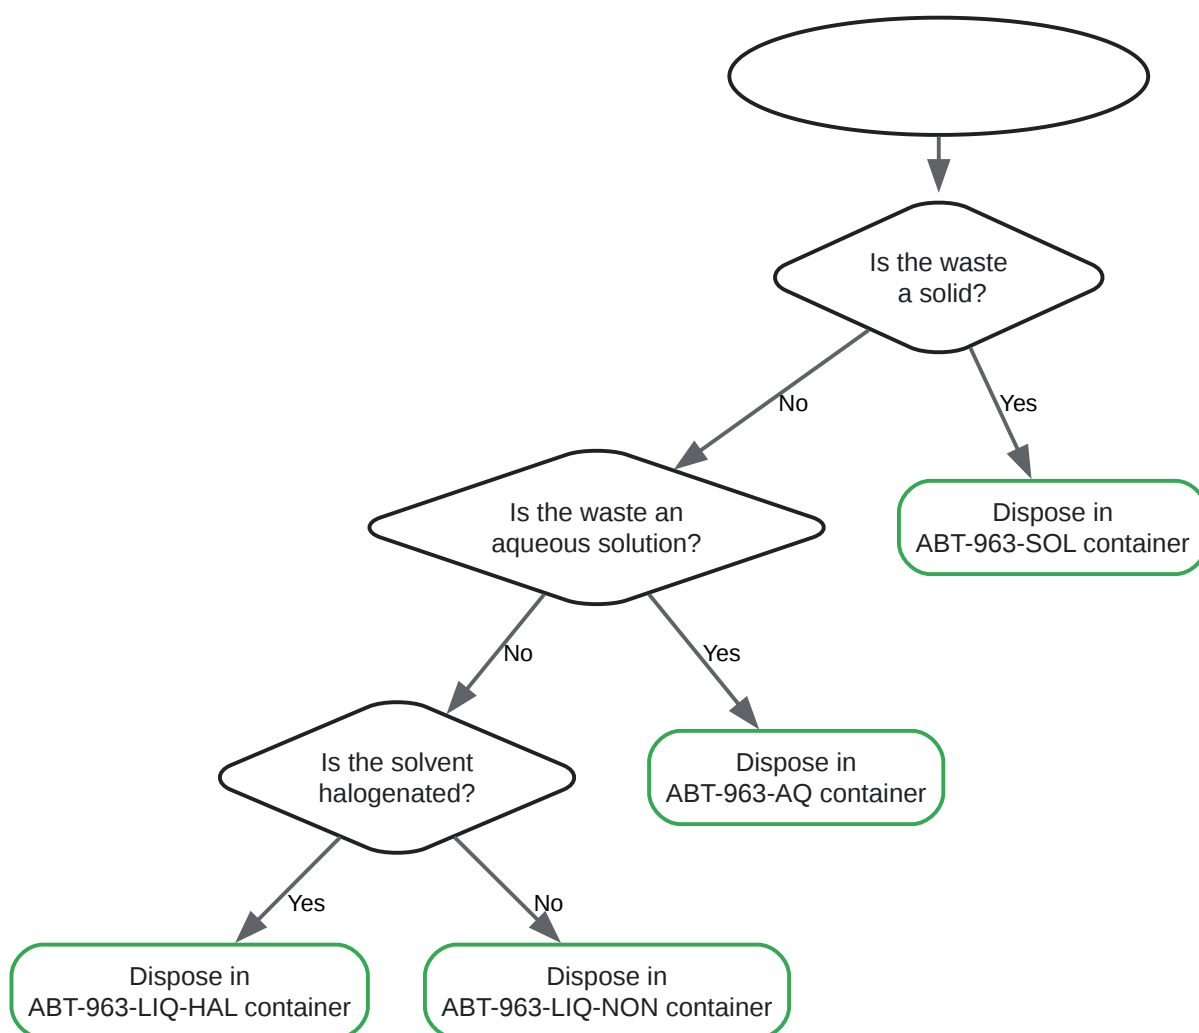 Is the waste
a solid?
No
Yes
Dispose in
ABT-963-SOL container
Is the waste an
aqueous solution?
No
Yes
Dispose in
ABT-963-AQ container
Is the solvent
halogenated?
Yes
No
Dispose in
ABT-963-LIQ-HAL container
Dispose in
ABT-963-LIQ-NON container